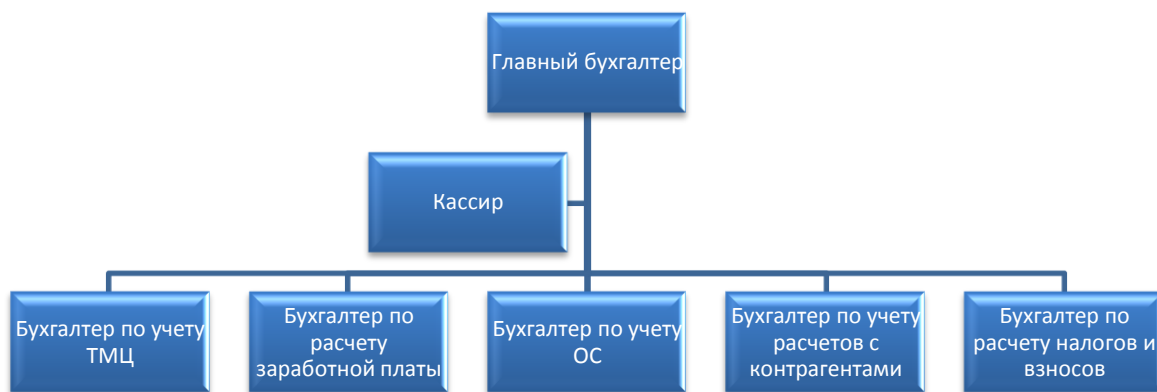 Главный бухгалтер
Кассир
Бухгалтер по учету
ТМЦ
Бухгалтер по
расчету
заработной платы
Бухгалтер по учету
ОС
Бухгалтер по учету
расчетов с
контрагентами
Бухгалтер по
расчету налогов и
взносов